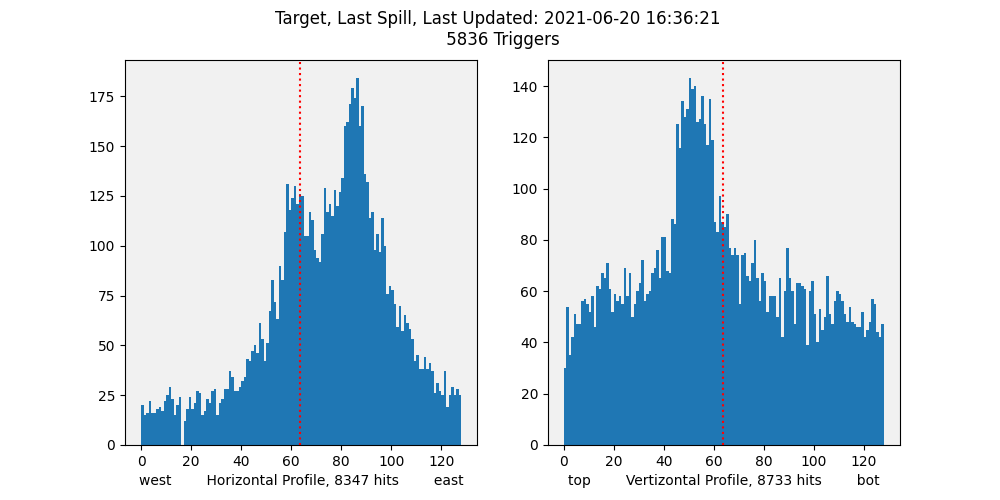 Target, Last Spill, Last Updated: 2021-06-20 16:36:21
5836 Triggers
175
150
125
100
75
50
25
0
0 20 40 60 80 100 120
west Horizontal Profile, 8347 hits east
140
120
100
80
60
40
20
0
0 20 40 60 80 100 120
top Vertizontal Profile, 8733 hits bot